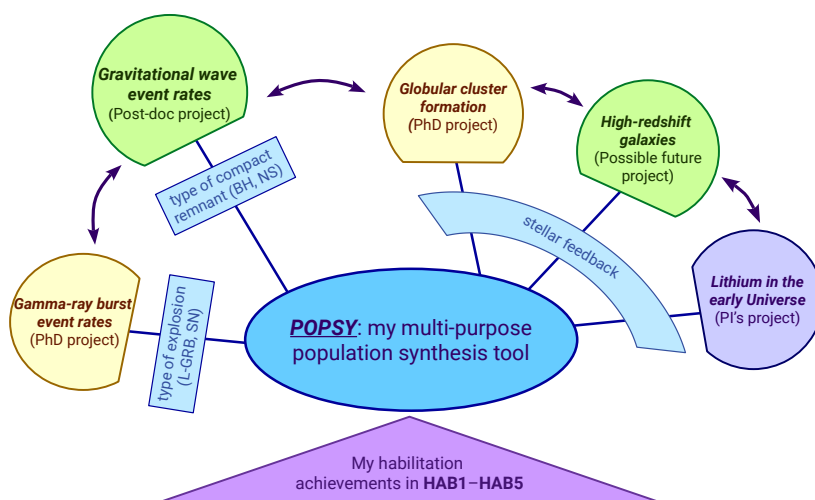 Gravitational wave
event rates
(Post-doc project)
Globular cluster
formation
(PhD project)
High-redshift
galaxies
(Possible future
project)
type of compact
remnant (BH, NS)
stellar feedback
Gamma-ray burst
event rates
(PhD project)
type of explosion
(L-GRB, SN)
Lithium in the
early Universe
(PI's project)
POPSY: my multi-purpose
population synthesis tool
My habilitation
achievements in HAB1–HAB5